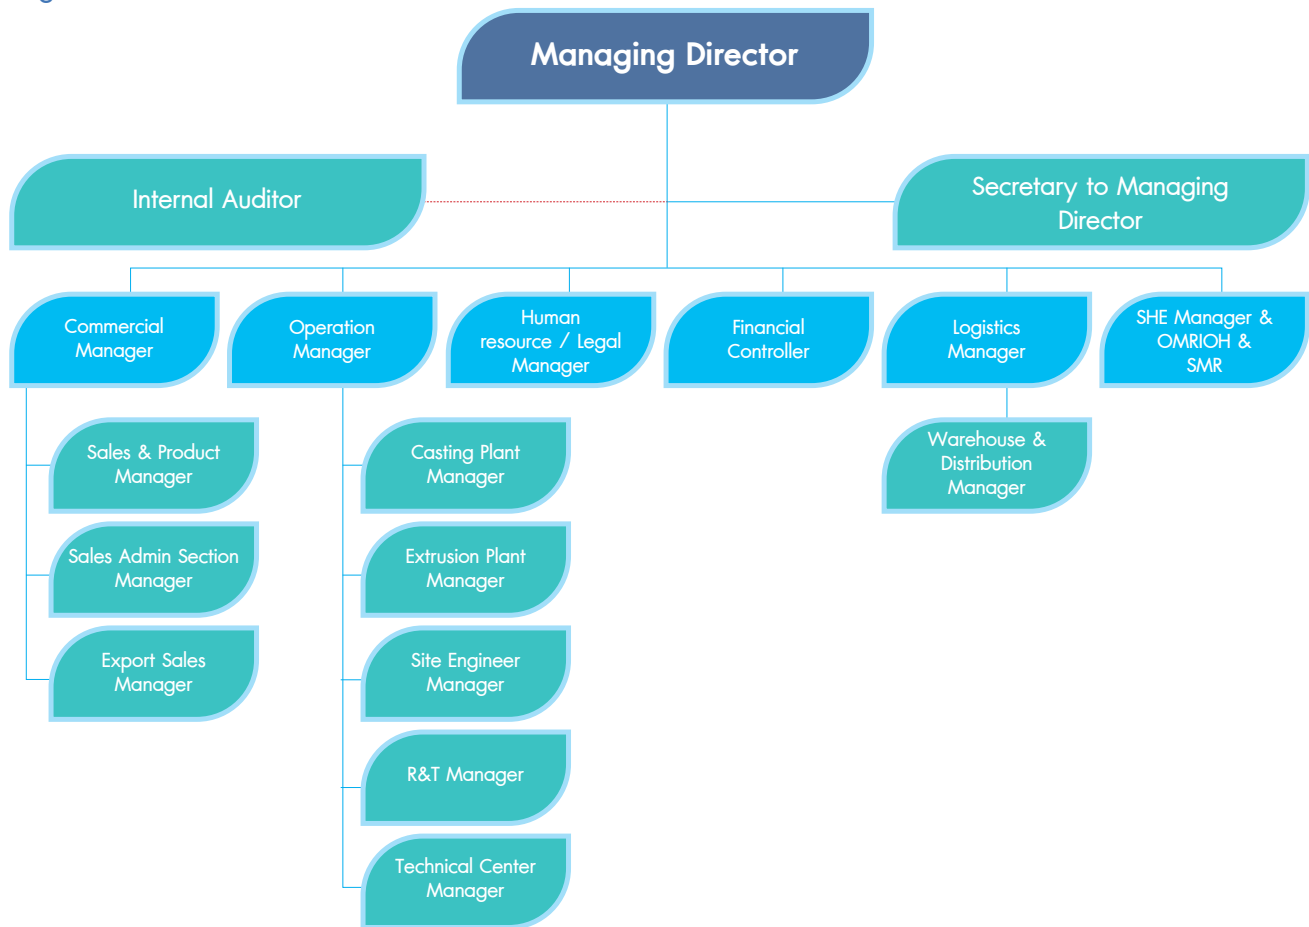 Managing Director
Internal Auditor
Secretary to Managing
Director
Commercial
Manager
Operation
Manager
Human
resource / Legal
Manager
Financial
Controller
Logistics
Manager
SHE Manager &
OMRIOH &
SMR
Sales & Product
Manager
Casting Plant
Manager
Warehouse &
Distribution
Manager
Sales Admin Section
Manager
Extrusion Plant
Manager
Export Sales
Manager
Site Engineer
Manager
R&T Manager
Technical Center
Manager